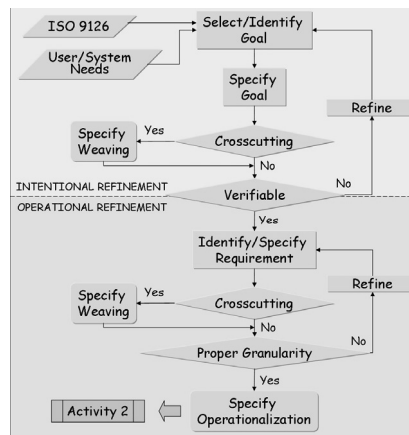 ISO 9126
Select/Identify
Goal
User/System
Needs
Specify
Goal
Refine
Specify
Weaving
Yes
Crosscutting
No
No
INTENTIONAL REFINEMENT
Verifiable
OPERATIONAL REFINEMENT
Yes
Identify/Specify
Requirement
Refine
Specify
Weaving
Yes
Crosscutting
No
No
Proper Granularity
Yes
Activity 2
Specify
Operationalization